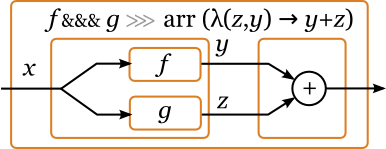 f &&& g ⋙ arr (λ(z,y) → y+z)
x
f
y
g
z
+